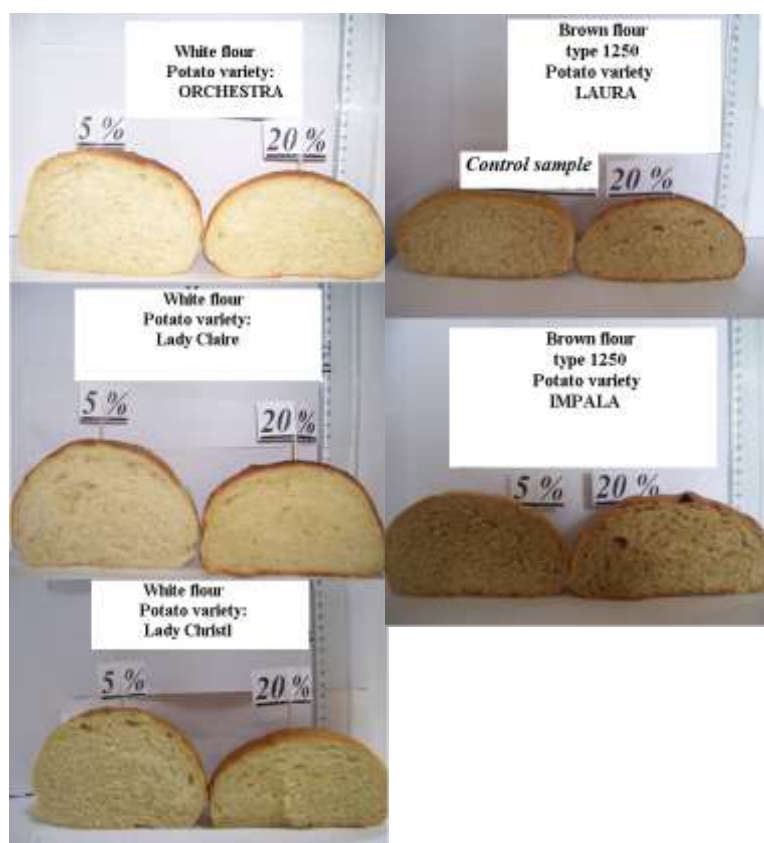 White flour
Potato variety:
ORCHESTRA
5 %
20 %
White flour
Potato variety:
Lady Claire
5 %
20 %
White flour
Potato variety:
Lady Christl
5 %
20 %
Brown flour
type 1250
Potato variety
LAURA
Control sample
20 %
Brown flour
type 1250
Potato variety
IMPALA
5 %
20 %